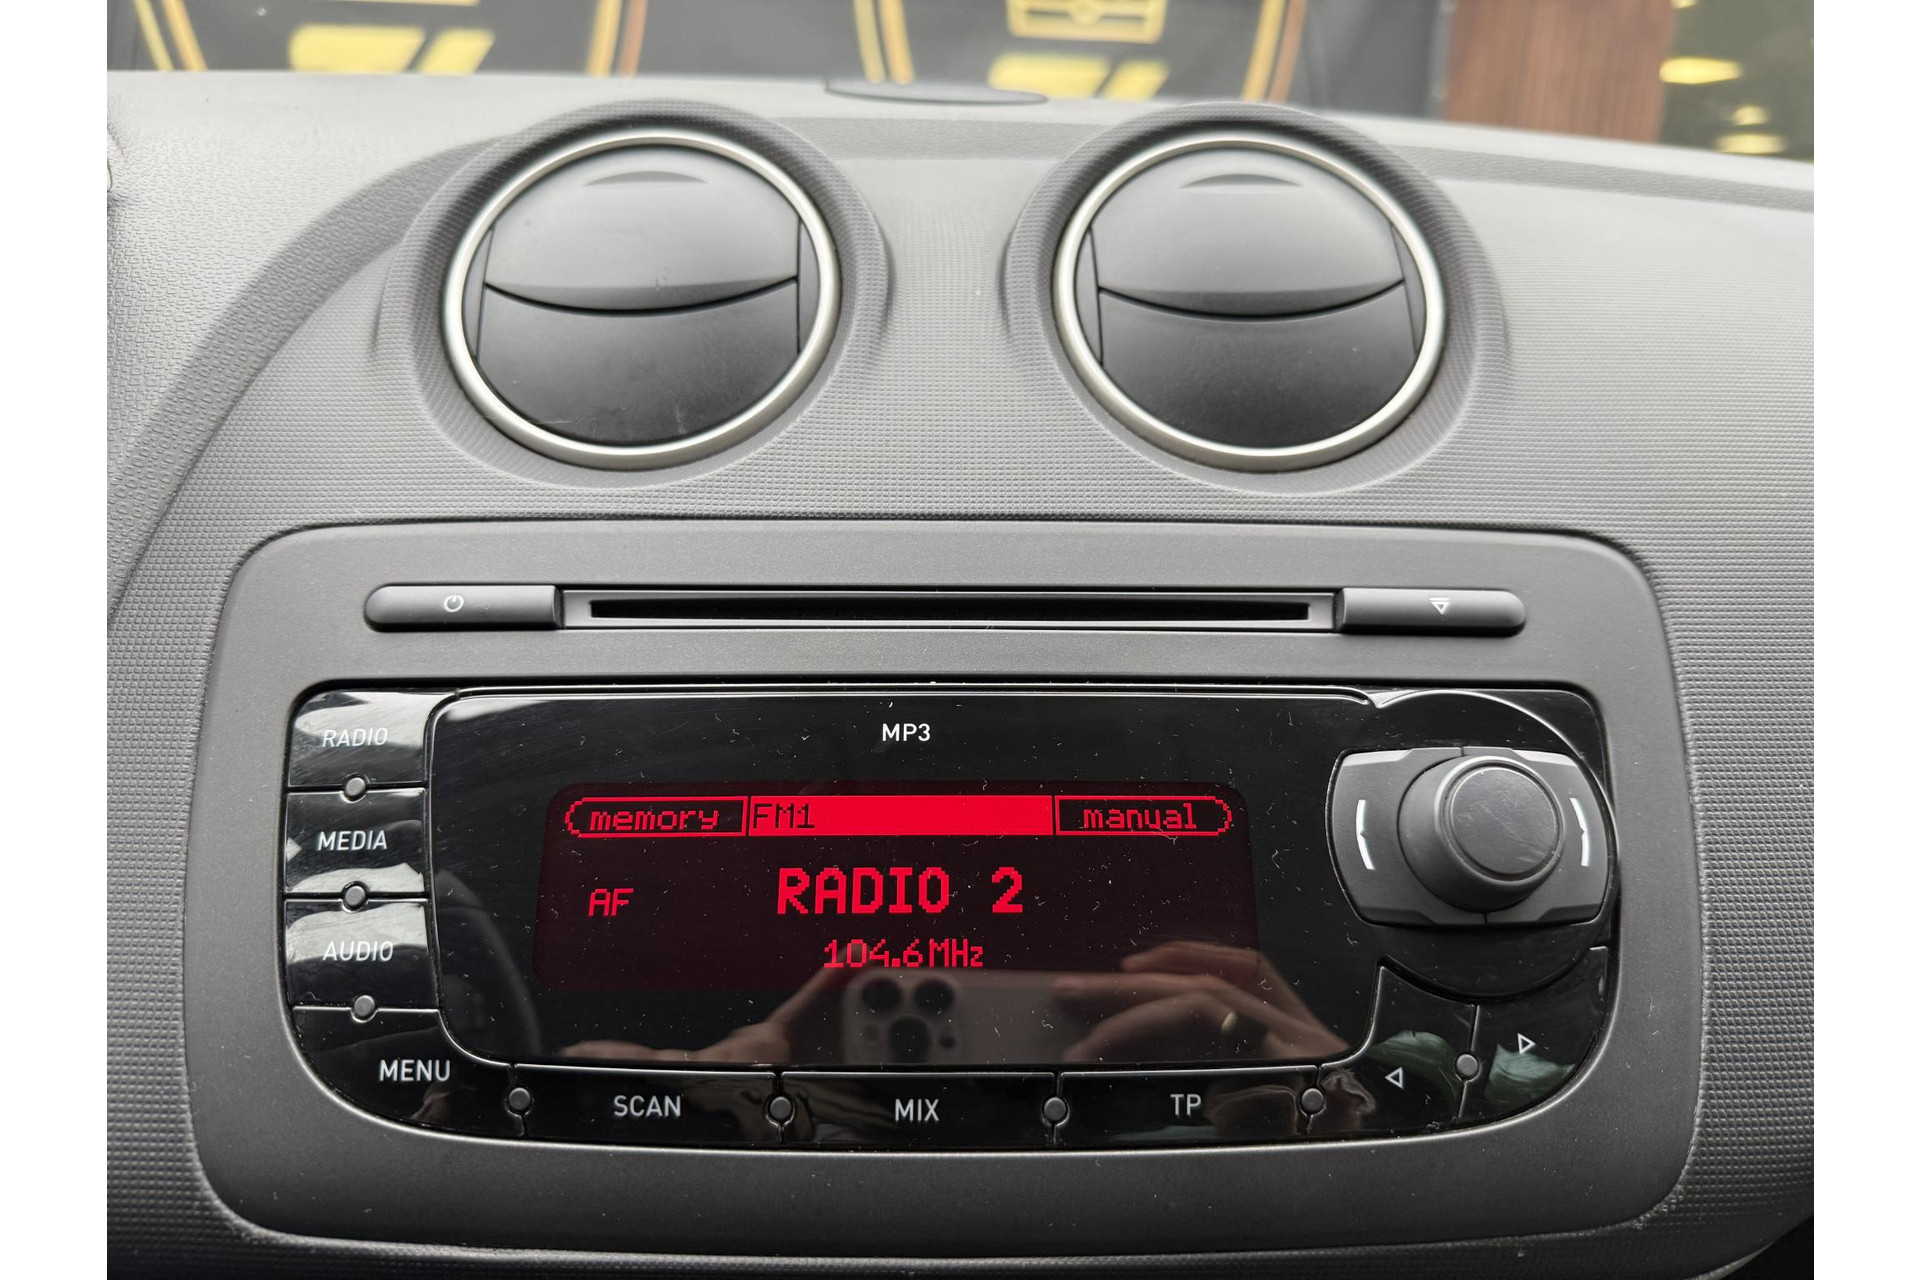 MP3
RADIO
memory FM1 manual
MEDIA
AF RADIO 2
104.6MHz
AUDIO
MENU
SCAN MIX TP